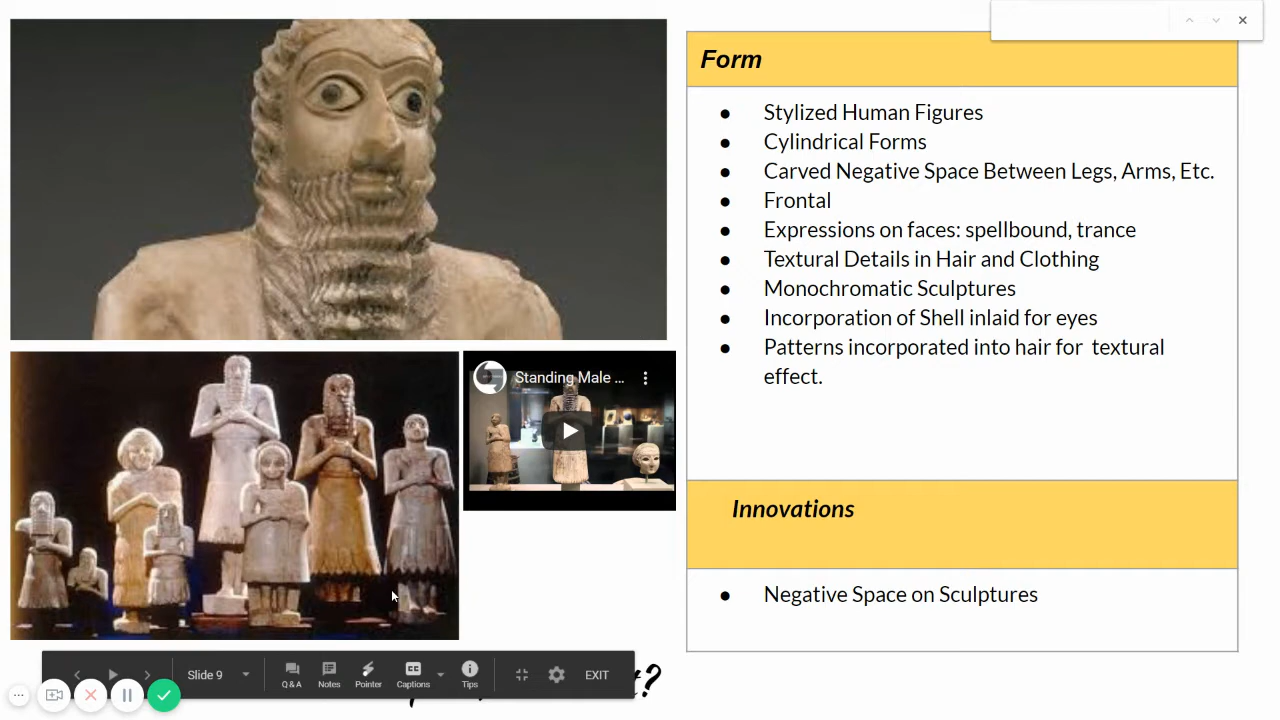 Form
● Stylized Human Figures
● Cylindrical Forms
● Carved Negative Space Between Legs, Arms, Etc.
● Frontal
● Expressions on faces: spellbound, trance
● Textural Details in Hair and Clothing
● Monochromatic Sculptures
● Incorporation of Shell inlaid for eyes
● Patterns incorporated into hair for textural
effect.
Standing Male ...
Innovations
● Negative Space on Sculptures
Slide 9
Q & A
Notes
Pointer
CC
Captions
Tips
EXIT
?